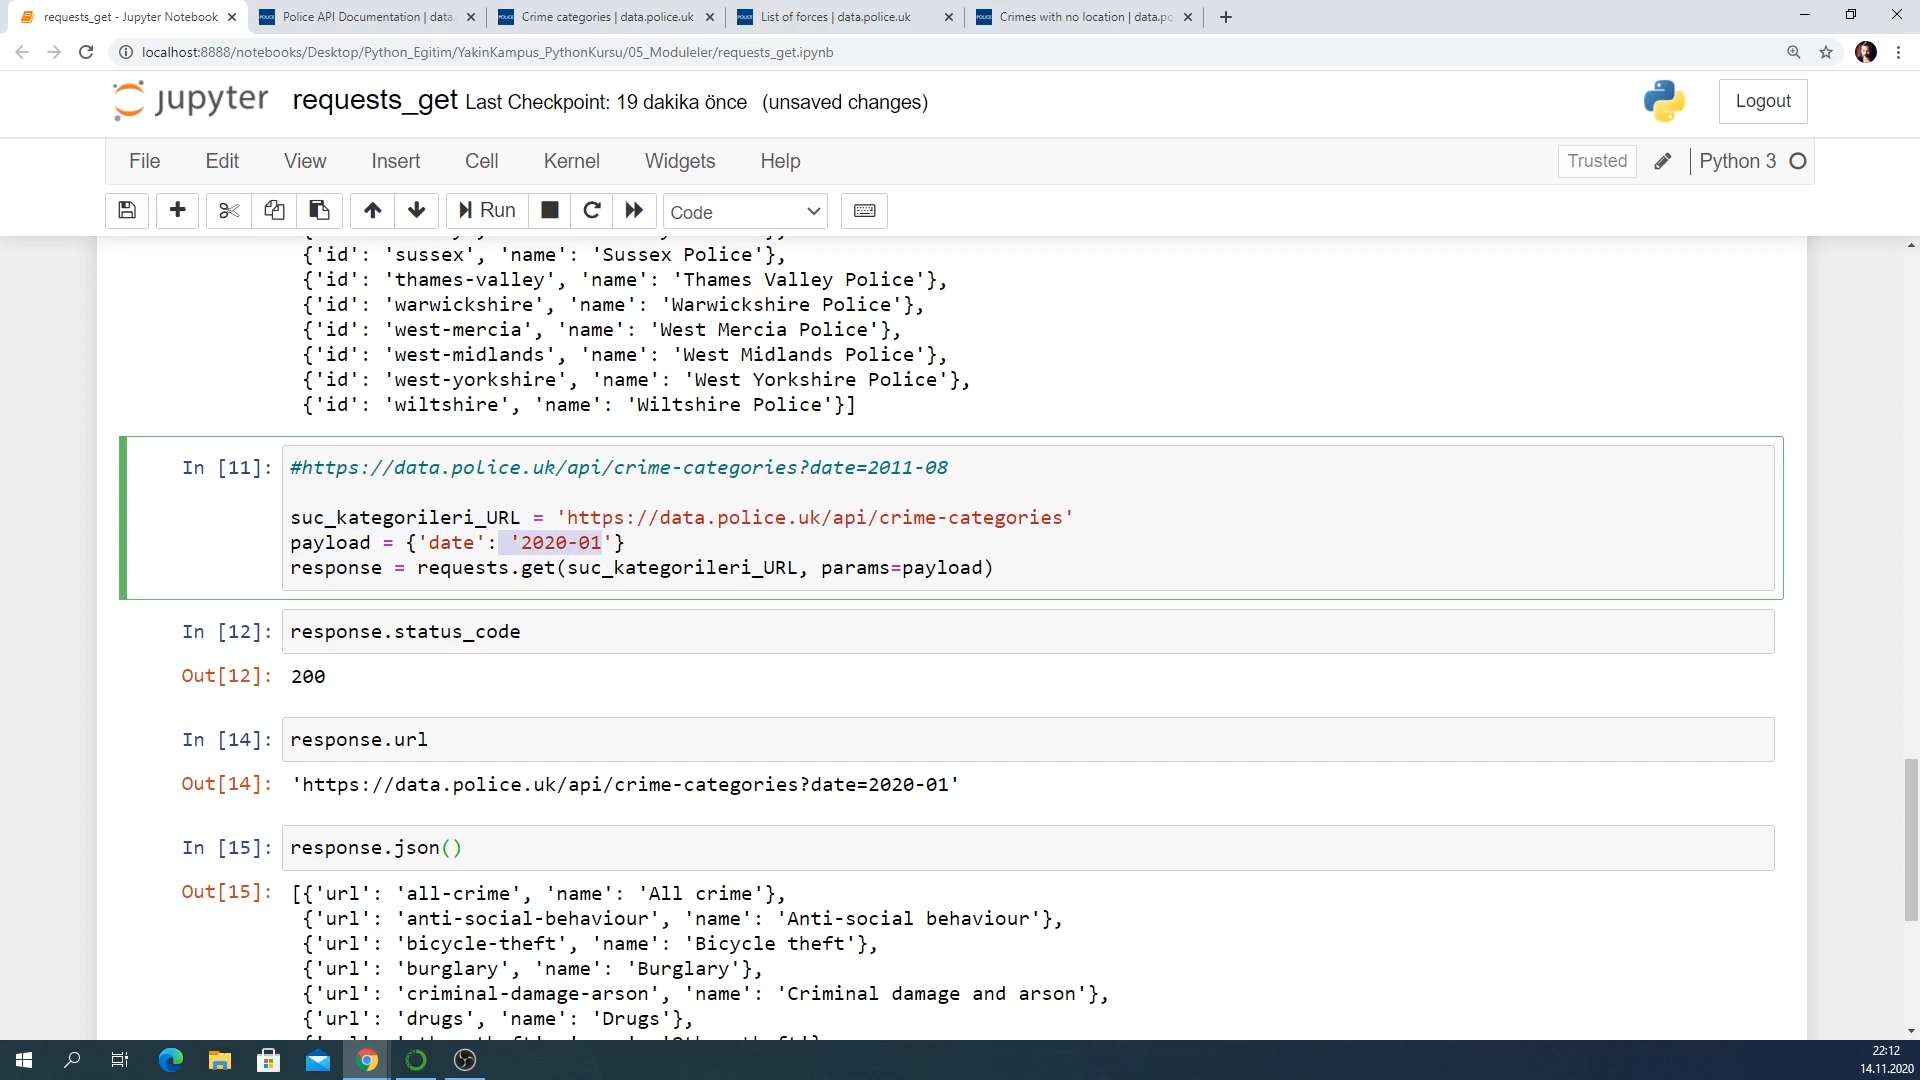 requests_get - Jupyter Notebook
Police API Documentation | data.
Crime categories | data.police.uk
List of forces | data.police.uk
Crimes with no location | data.po
localhost:8888/notebooks/Desktop/Python_Egitim/YakinKampus_PythonKursu/05_Moduleler/requests_get.ipynb
jupyter requests_get Last Checkpoint: 19 dakika önce (unsaved changes)
Logout
File Edit View Insert Cell Kernel Widgets Help
Trusted Python 3
Run Code
{'id': 'sussex', 'name': 'Sussex Police'},
{'id': 'thames-valley', 'name': 'Thames Valley Police'},
{'id': 'warwickshire', 'name': 'Warwickshire Police'},
{'id': 'west-mercia', 'name': 'West Mercia Police'},
{'id': 'west-midlands', 'name': 'West Midlands Police'},
{'id': 'west-yorkshire', 'name': 'West Yorkshire Police'},
{'id': 'wiltshire', 'name': 'Wiltshire Police'}]
In [11]: #https://data.police.uk/api/crime-categories?date=2011-08
suc_kategorileri_URL = 'https://data.police.uk/api/crime-categories'
payload = {'date': '2020-01'}
response = requests.get(suc_kategorileri_URL, params=payload)
In [12]: response.status_code
Out[12]: 200
In [14]: response.url
Out[14]: 'https://data.police.uk/api/crime-categories?date=2020-01'
In [15]: response.json()
Out[15]: [{'url': 'all-crime', 'name': 'All crime'},
{'url': 'anti-social-behaviour', 'name': 'Anti-social behaviour'},
{'url': 'bicycle-theft', 'name': 'Bicycle theft'},
{'url': 'burglary', 'name': 'Burglary'},
{'url': 'criminal-damage-arson', 'name': 'Criminal damage and arson'},
{'url': 'drugs', 'name': 'Drugs'},
22:12
14.11.2020